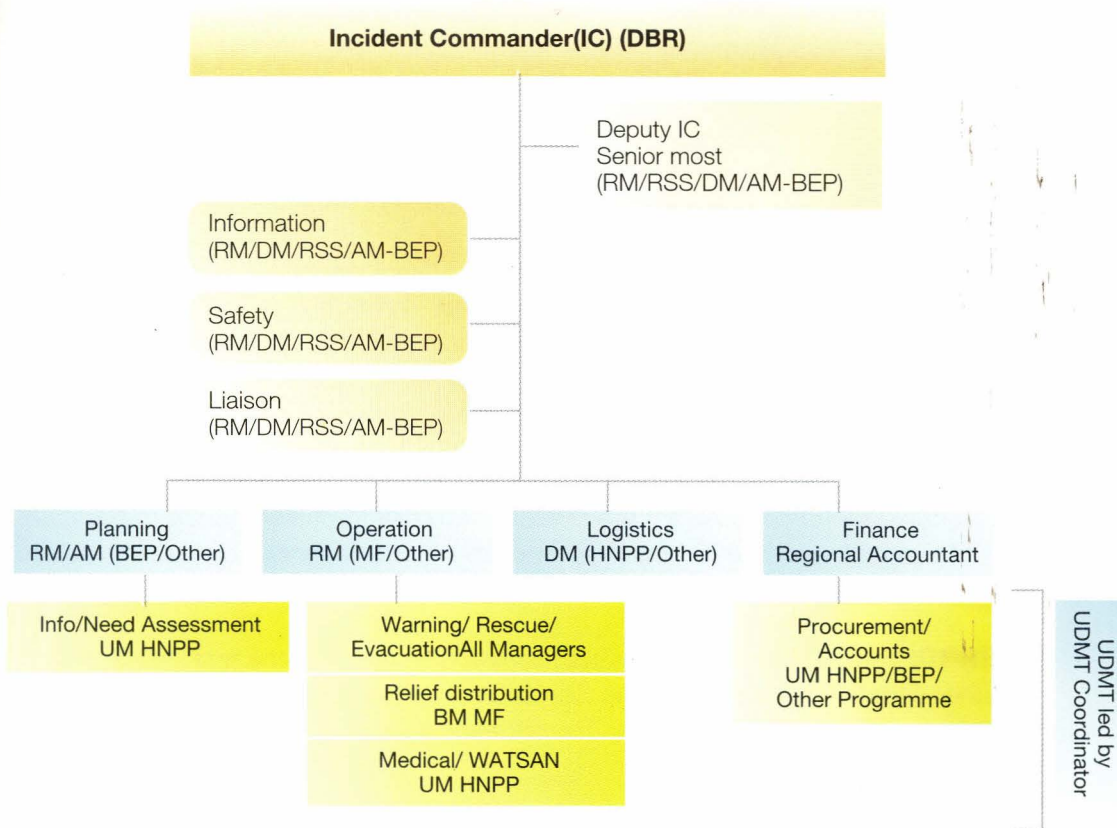 Incident Commander(IC) (DBR)
Deputy IC
Senior most
(RM/RSS/DM/AM-BEP)
Information
(RM/DM/RSS/AM-BEP)
Safety
(RM/DM/RSS/AM-BEP)
Liaison
(RM/DM/RSS/AM-BEP)
Planning
RM/AM (BEP/Other)
Operation
RM (MF/Other)
Logistics
DM (HNPP/Other)
Finance
Regional Accountant
Info/Need Assessment
UM HNPP
Warning/ Rescue/
EvacuationAll Managers
Relief distribution
BM MF
Medical/ WATSAN
UM HNPP
Procurement/
Accounts
UM HNPP/BEP/
Other Programme
UDMT led by
UDMT Coordinator